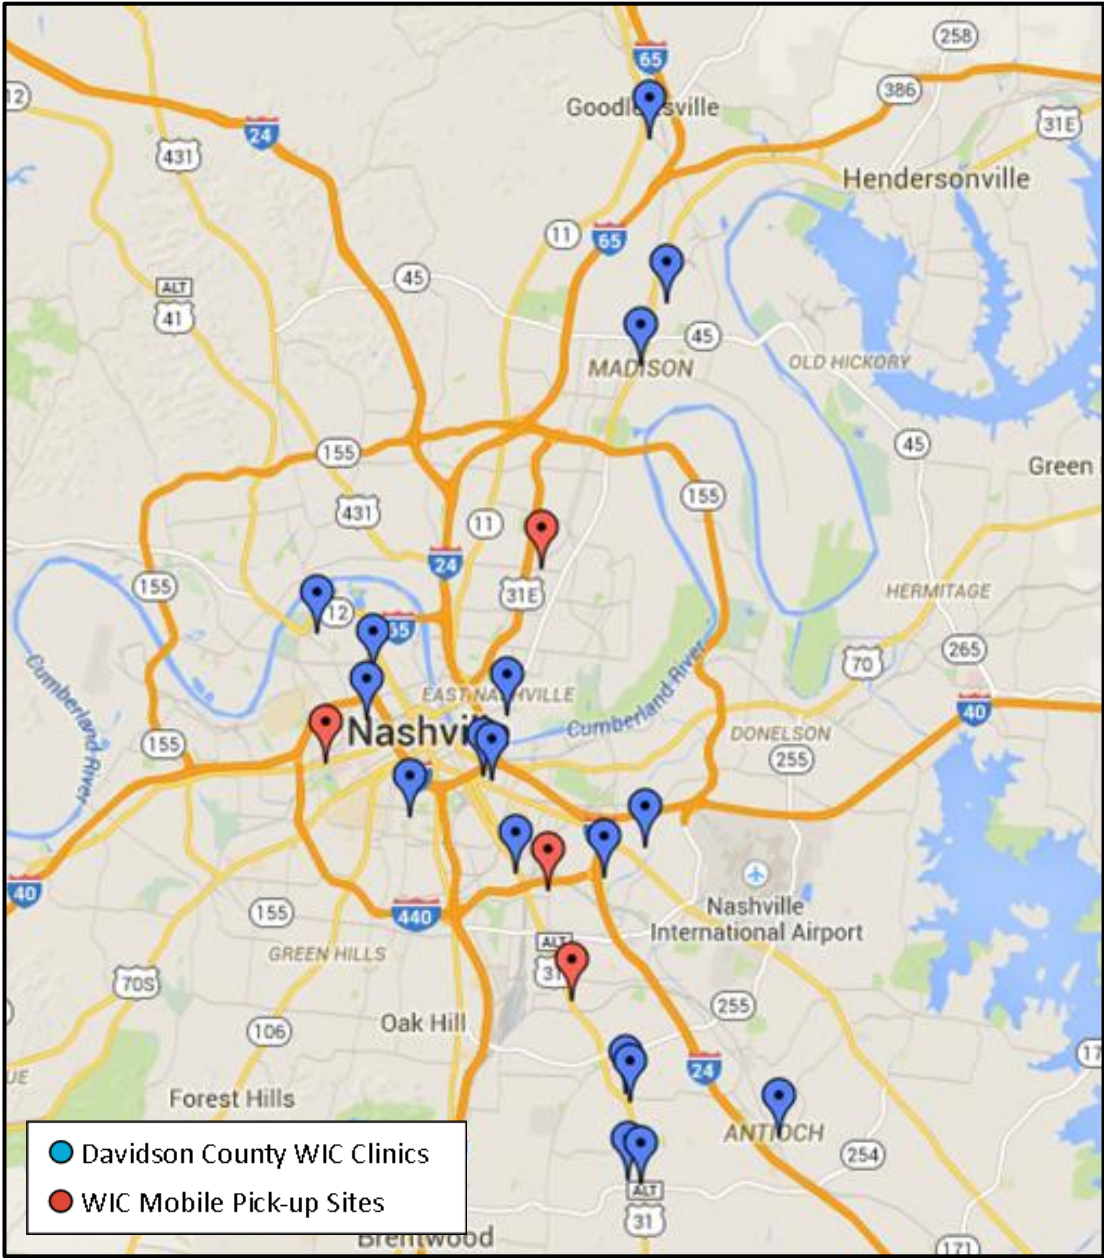 258
65
386
12
Goodlettsville
31E
24
431
Hendersonville
11
65
45
ALT
41
45
MADISON
OLD HICKORY
45
155
Green
155
431
11
24
155
31E
HERMITAGE
12
65
265
70
EAST NASHVILLE
Cumberland River
Cumberland River
40
Nashville
DONELSON
155
255
40
Nashville
International Airport
155
440
GREEN HILLS
ALT
31
70S
255
Oak Hill
106
17
UE
24
Forest Hills
ANTIOCH
254
Davidson County WIC Clinics
WIC Mobile Pick-up Sites
ALT
31
Brentwood
171